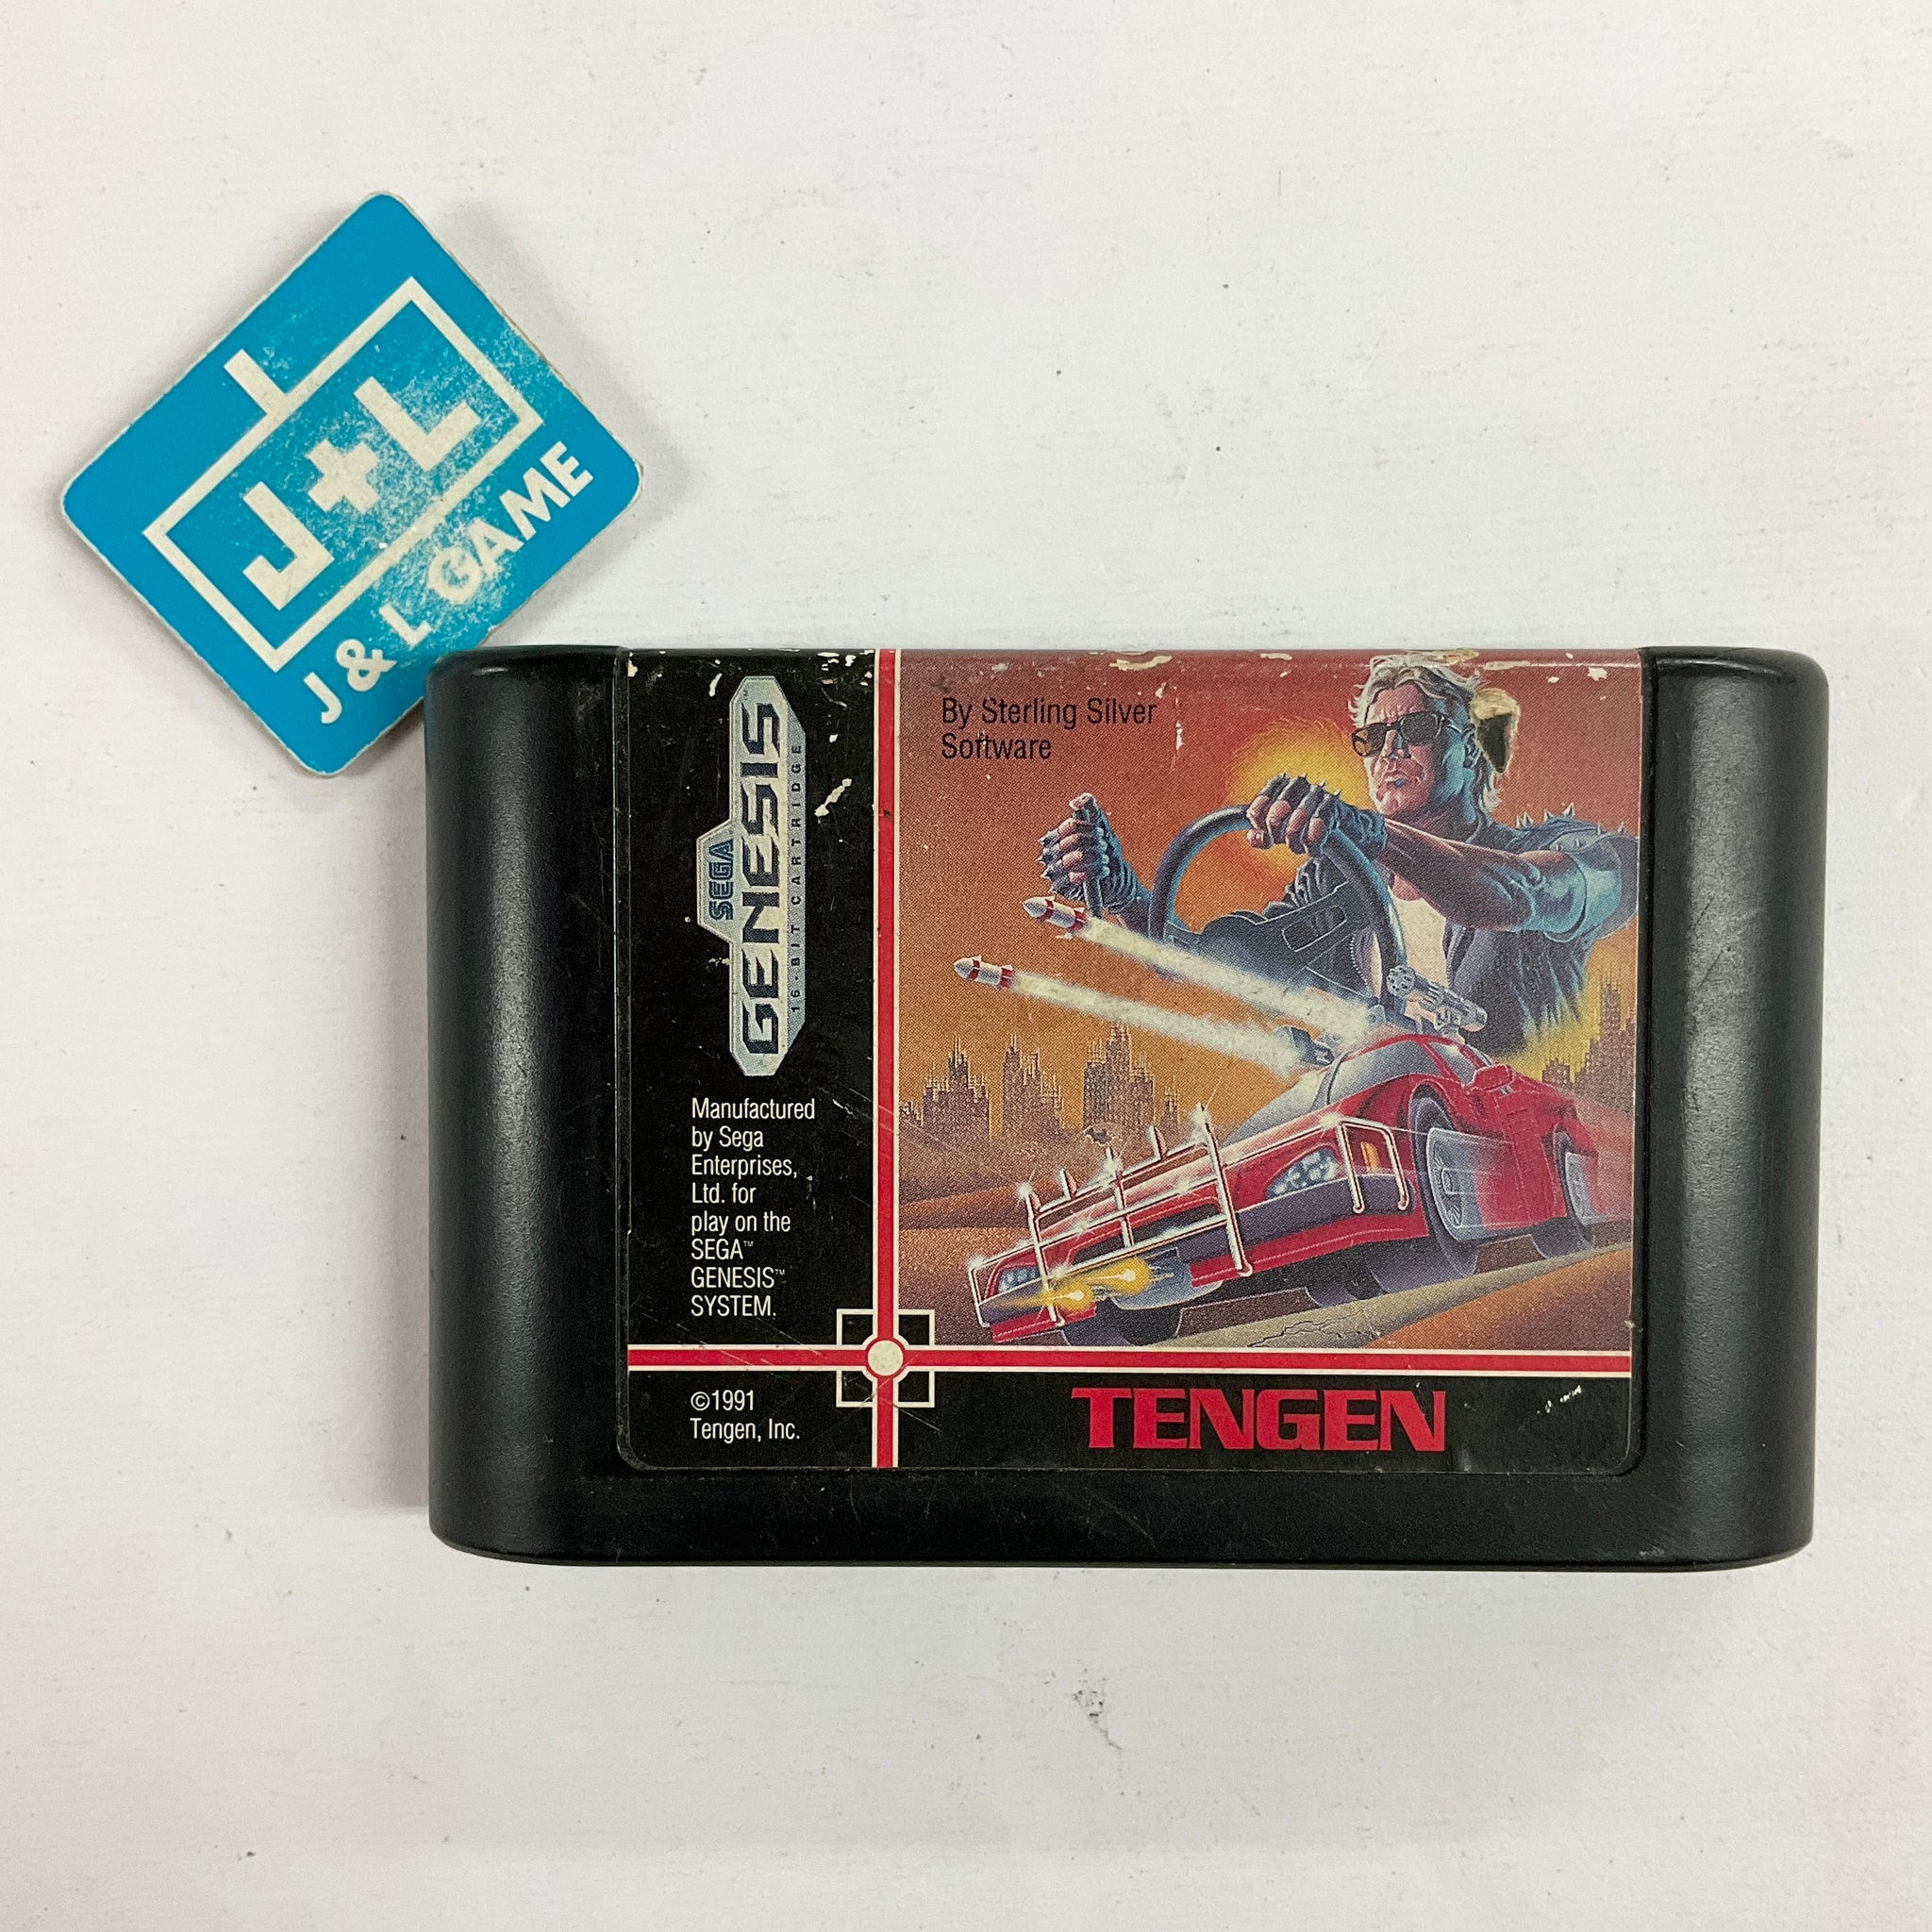 J+L
J & L GAME
SEGA
GENESIS™
16-BIT CARTRIDGE
By Sterling Silver
Software
Manufactured
by Sega
Enterprises,
Ltd. for
play on the
SEGA™
GENESIS™
SYSTEM.
©1991
Tengen, Inc.
TENGEN